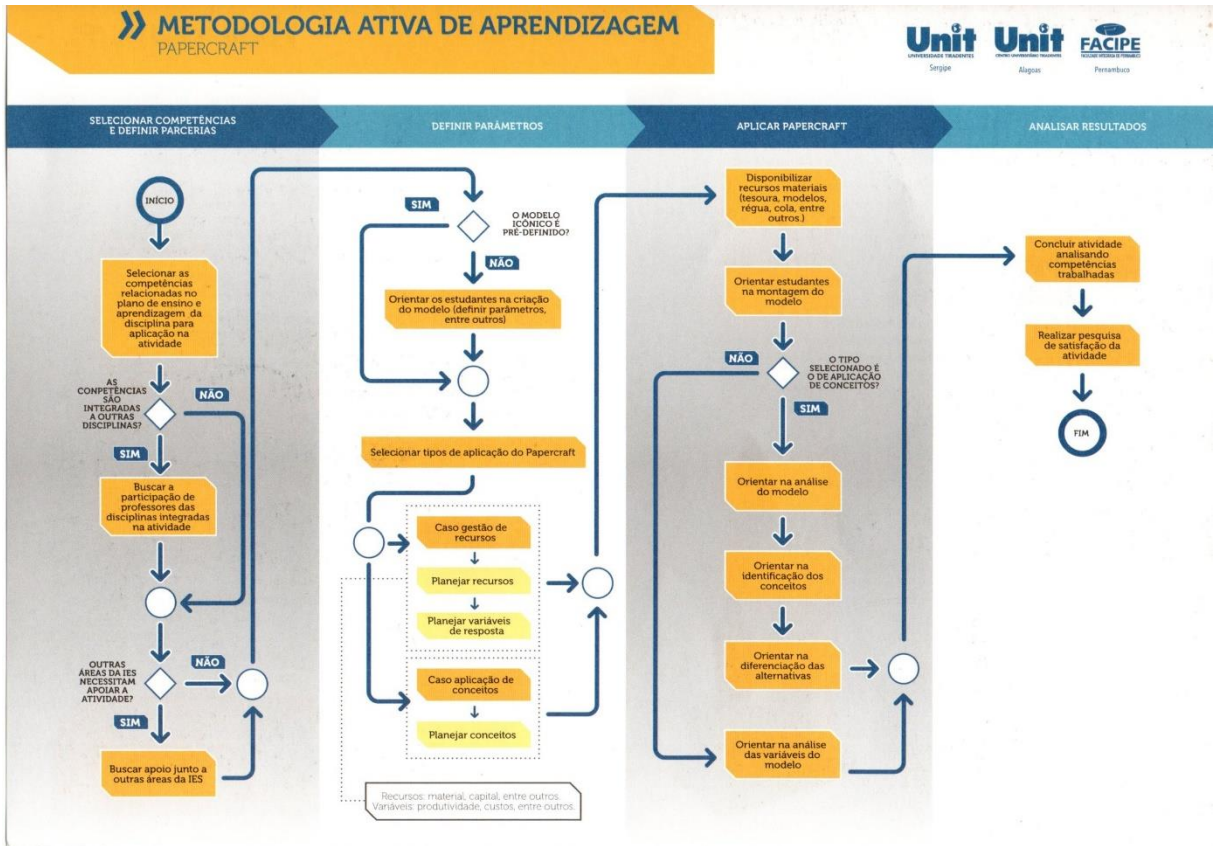 METODOLOGIA ATIVA DE APRENDIZAGEM
PAPERCRAFT
Unit
UNIVERSIDADE TIRADENTES
Sergipe
Unit
CENTRO UNIVERSITÁRIO TIRADENTES
Alagoas
FACIPE
FACULDADE INTEGRADA DE PERNAMBUCO
Pernambuco
SELECIONAR COMPETÊNCIAS
E DEFINIR PARCERIAS
DEFINIR PARÂMETROS
APLICAR PAPERCRAFT
ANALISAR RESULTADOS
INÍCIO
Selecionar as
competências
relacionadas no
plano de ensino e
aprendizagem da
disciplina para
aplicação na
atividade
AS
COMPETÊNCIAS
SÃO
INTEGRADAS
A OUTRAS
DISCIPLINAS?
NÃO
SIM
Buscar a
participação de
professores das
disciplinas integradas
na atividade
OUTRAS
ÁREAS DA IES
NECESSITAM
APOIAR A
ATIVIDADE?
NÃO
SIM
Buscar apoio junto a
outras áreas da IES
SIM
O MODELO
ICÔNICO É
PRÉ-DEFINIDO?
NÃO
Orientar os estudantes na criação
do modelo (definir parâmetros,
entre outros)
Selecionar tipos de aplicação do Papercraft
Caso gestão de
recursos
Planejar recursos
Planejar variáveis
de resposta
Caso aplicação de
conceitos
Planejar conceitos
Recursos: material, capital, entre outros.
Variáveis: produtividade, custos, entre outros.
Disponibilizar
recursos materiais
(tesoura, modelos,
régua, cola, entre
outros.)
Orientar estudantes
na montagem do
modelo
NÃO
O TIPO
SELECIONADO É
O DE APLICAÇÃO
DE CONCEITOS?
SIM
Orientar na análise
do modelo
Orientar na
identificação dos
conceitos
Orientar na
diferenciação das
alternativas
Orientar na análise
das variáveis do
modelo
Concluir atividade
analisando
competências
trabalhadas
Realizar pesquisa
de satisfação da
atividade
FIM